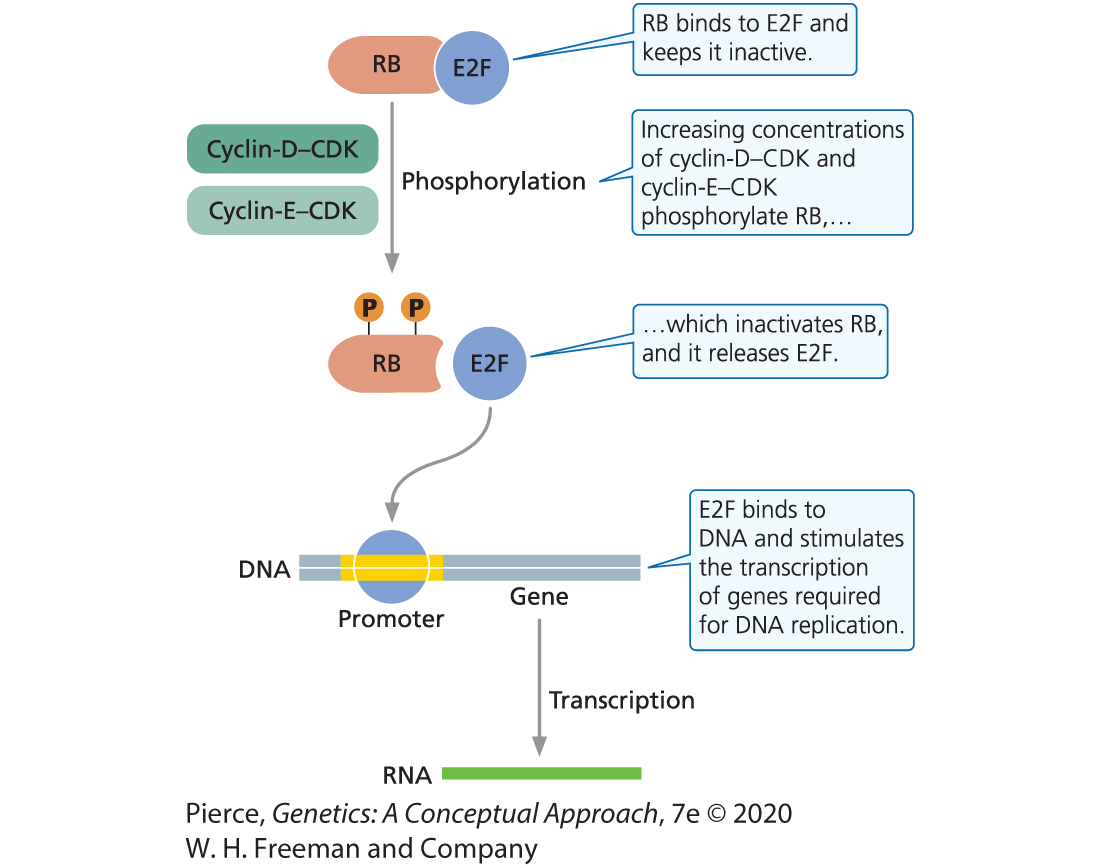 RB
E2F
RB binds to E2F and
keeps it inactive.
Cyclin-D–CDK
Cyclin-E–CDK
Phosphorylation
Increasing concentrations
of cyclin-D–CDK and
cyclin-E–CDK
phosphorylate RB,…
P
P
RB
E2F
…which inactivates RB,
and it releases E2F.
DNA
Promoter
Gene
E2F binds to
DNA and stimulates
the transcription
of genes required
for DNA replication.
Transcription
RNA
Pierce, Genetics: A Conceptual Approach, 7e © 2020
W. H. Freeman and Company